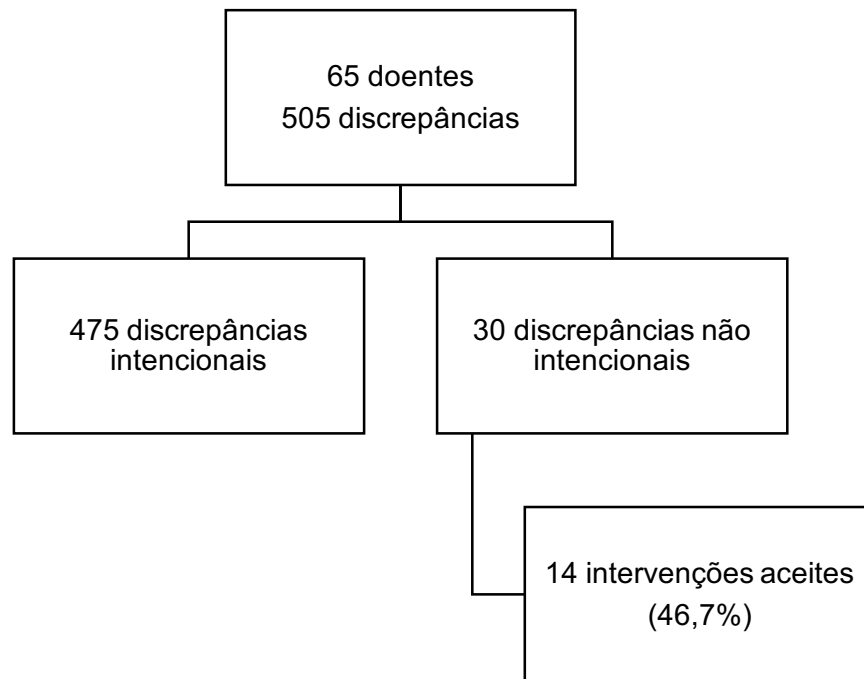 65 doentes
505 discrepâncias
475 discrepâncias
intencionais
30 discrepâncias não
intencionais
14 intervenções aceites
(46,7%)